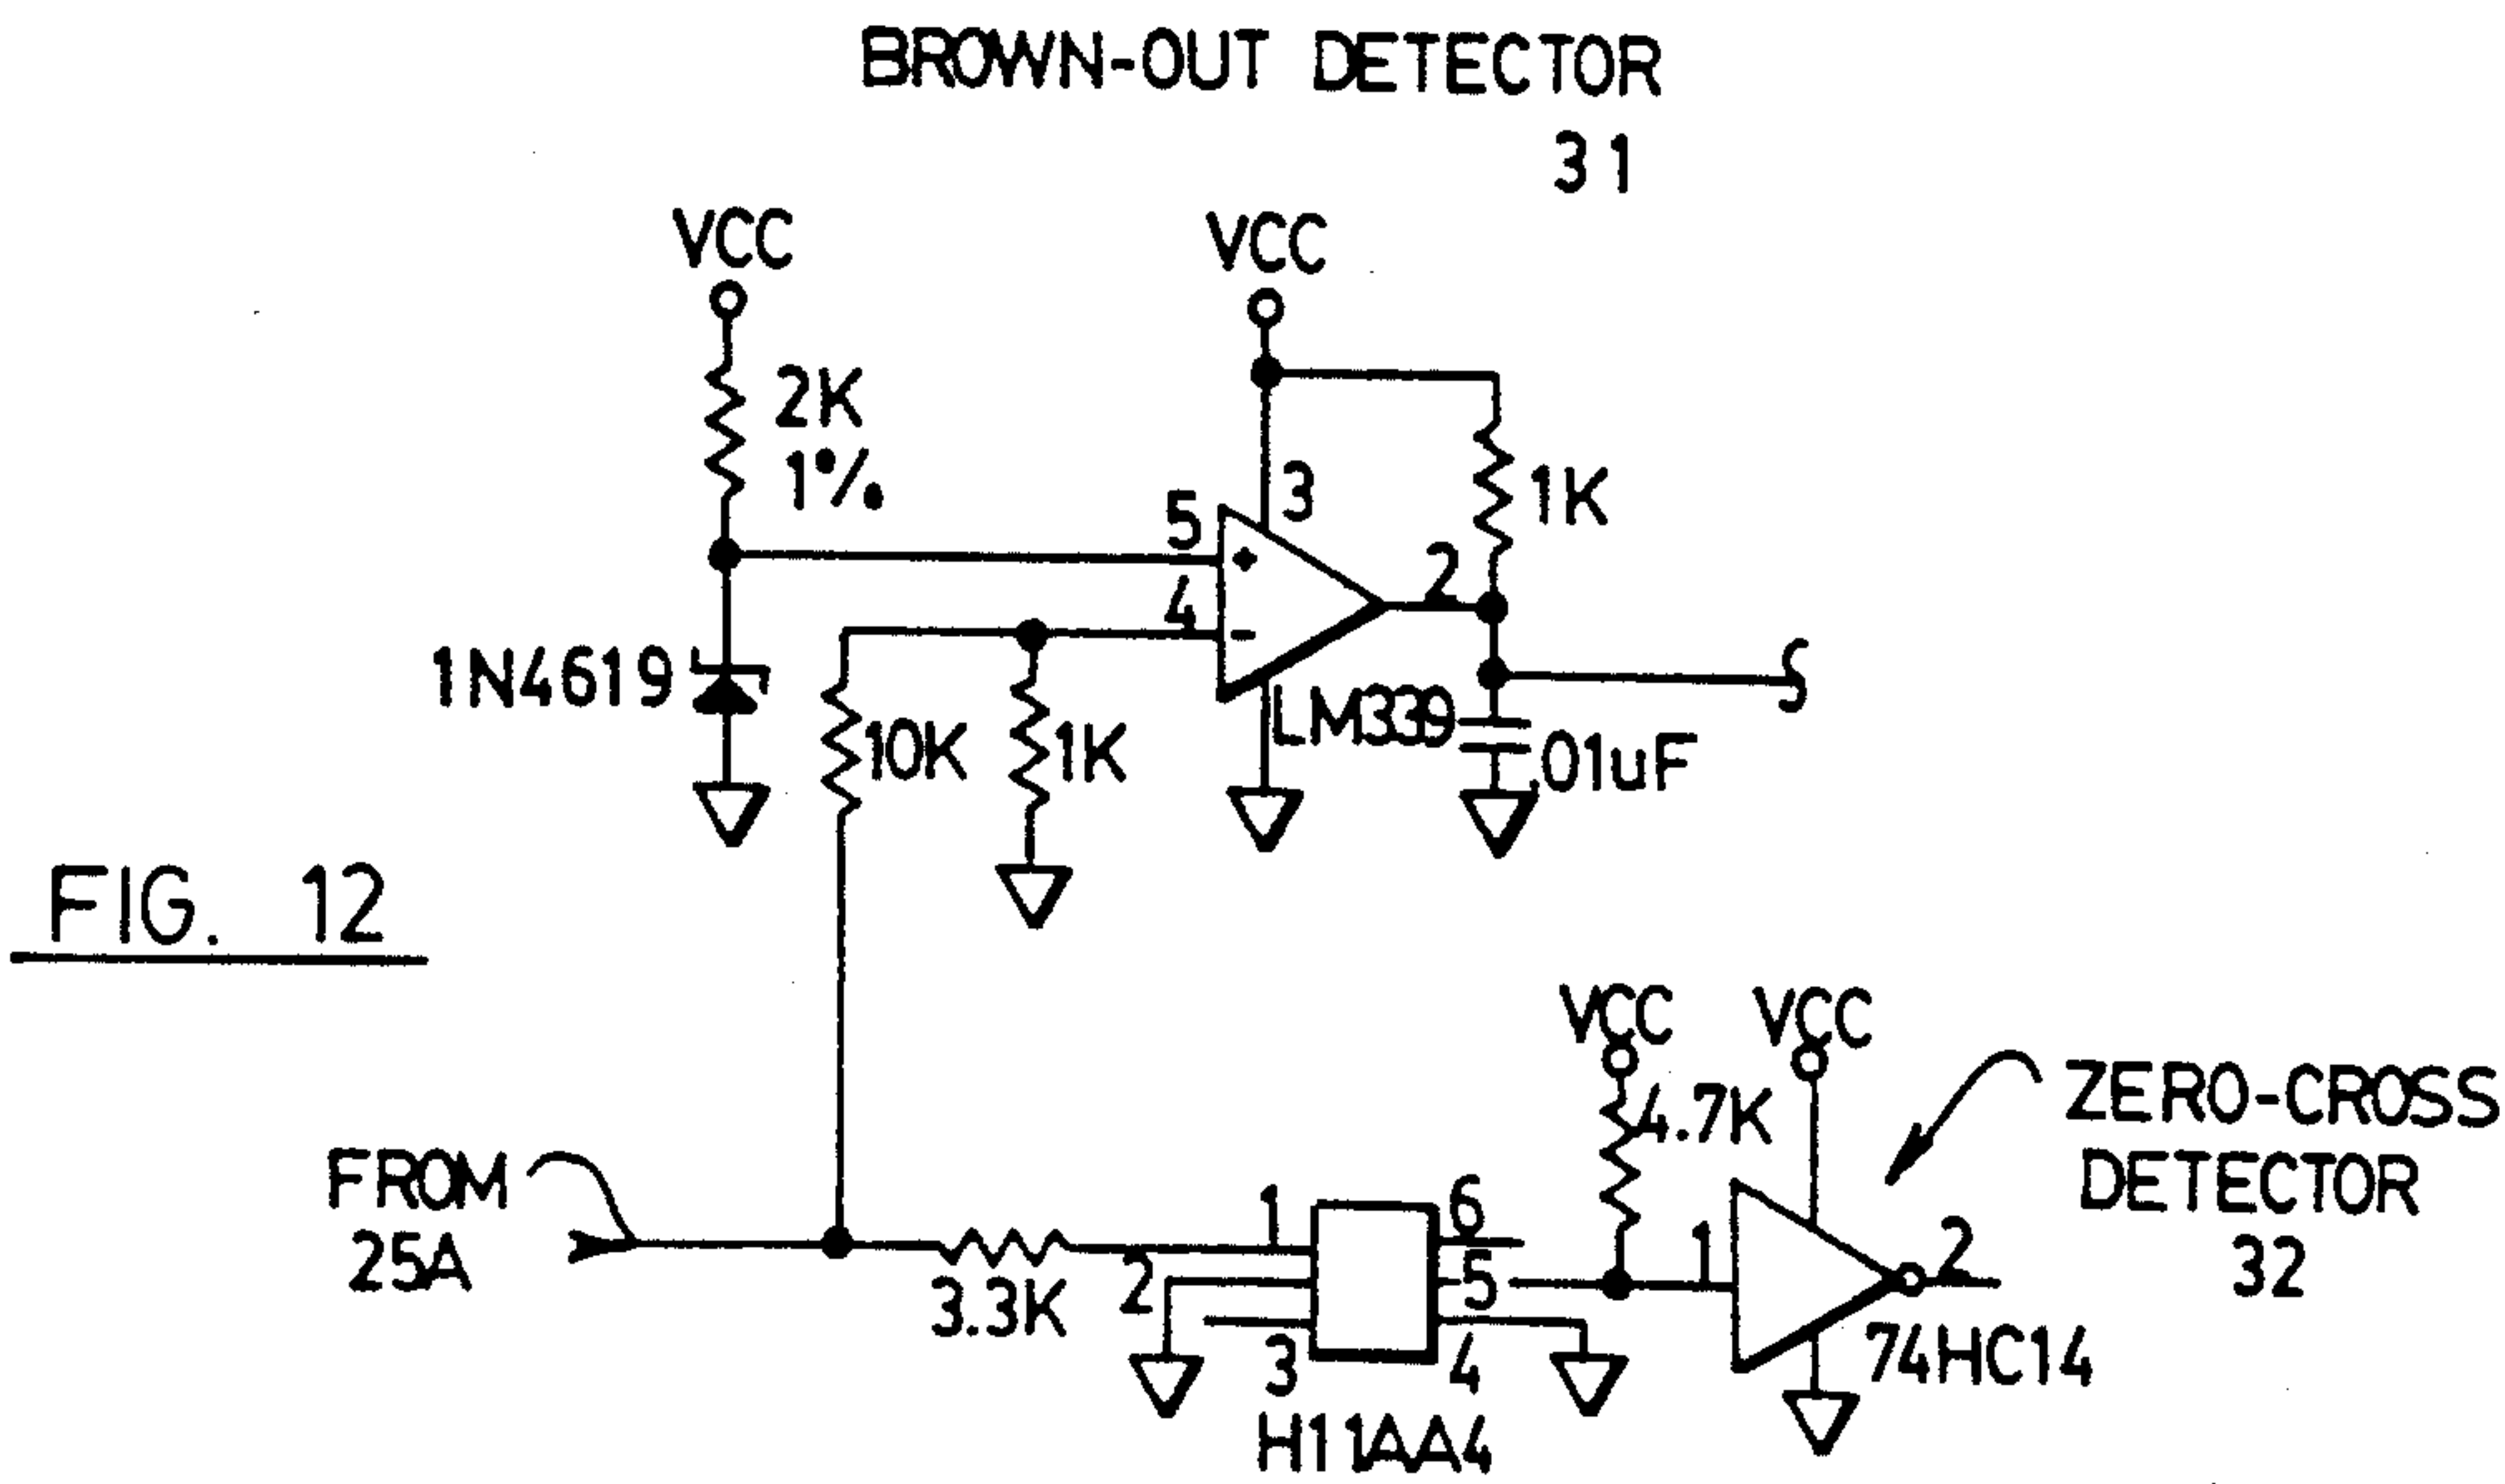 BROWN-OUT DETECTOR
31
VCC
VCC
2K
1%
5
3
1K
4
2
1N4619
10K
1K
LM339
.01uF
FIG. 12
VCC
VCC
4.7K
ZERO-CROSS
DETECTOR
32
FROM
25A
3.3K
1
2
3
6
5
4
H11AA4
1
2
74HC14